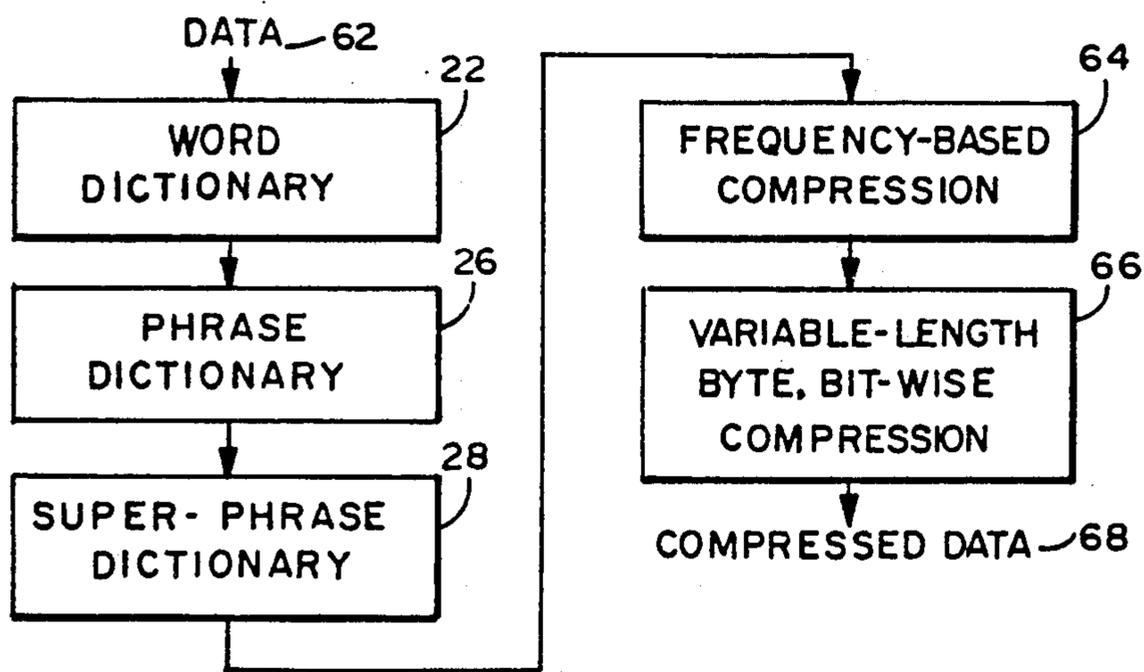 DATA 62
22
WORD
DICTIONARY
26
PHRASE
DICTIONARY
28
SUPER- PHRASE
DICTIONARY
64
FREQUENCY-BASED
COMPRESSION
66
VARIABLE-LENGTH
BYTE, BIT-WISE
COMPRESSION
COMPRESSED DATA 68